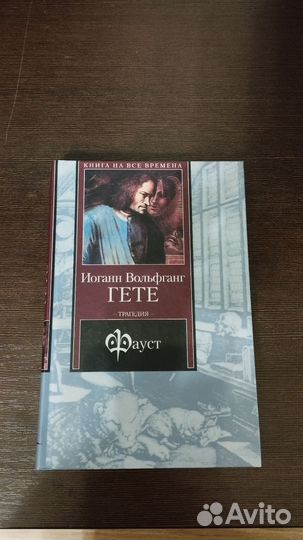 КНИГА НА ВСЕ ВРЕМЕНА
Иоганн Вольфганг
ГЕТЕ
– ТРАГЕДИЯ –
Фауст
Avito